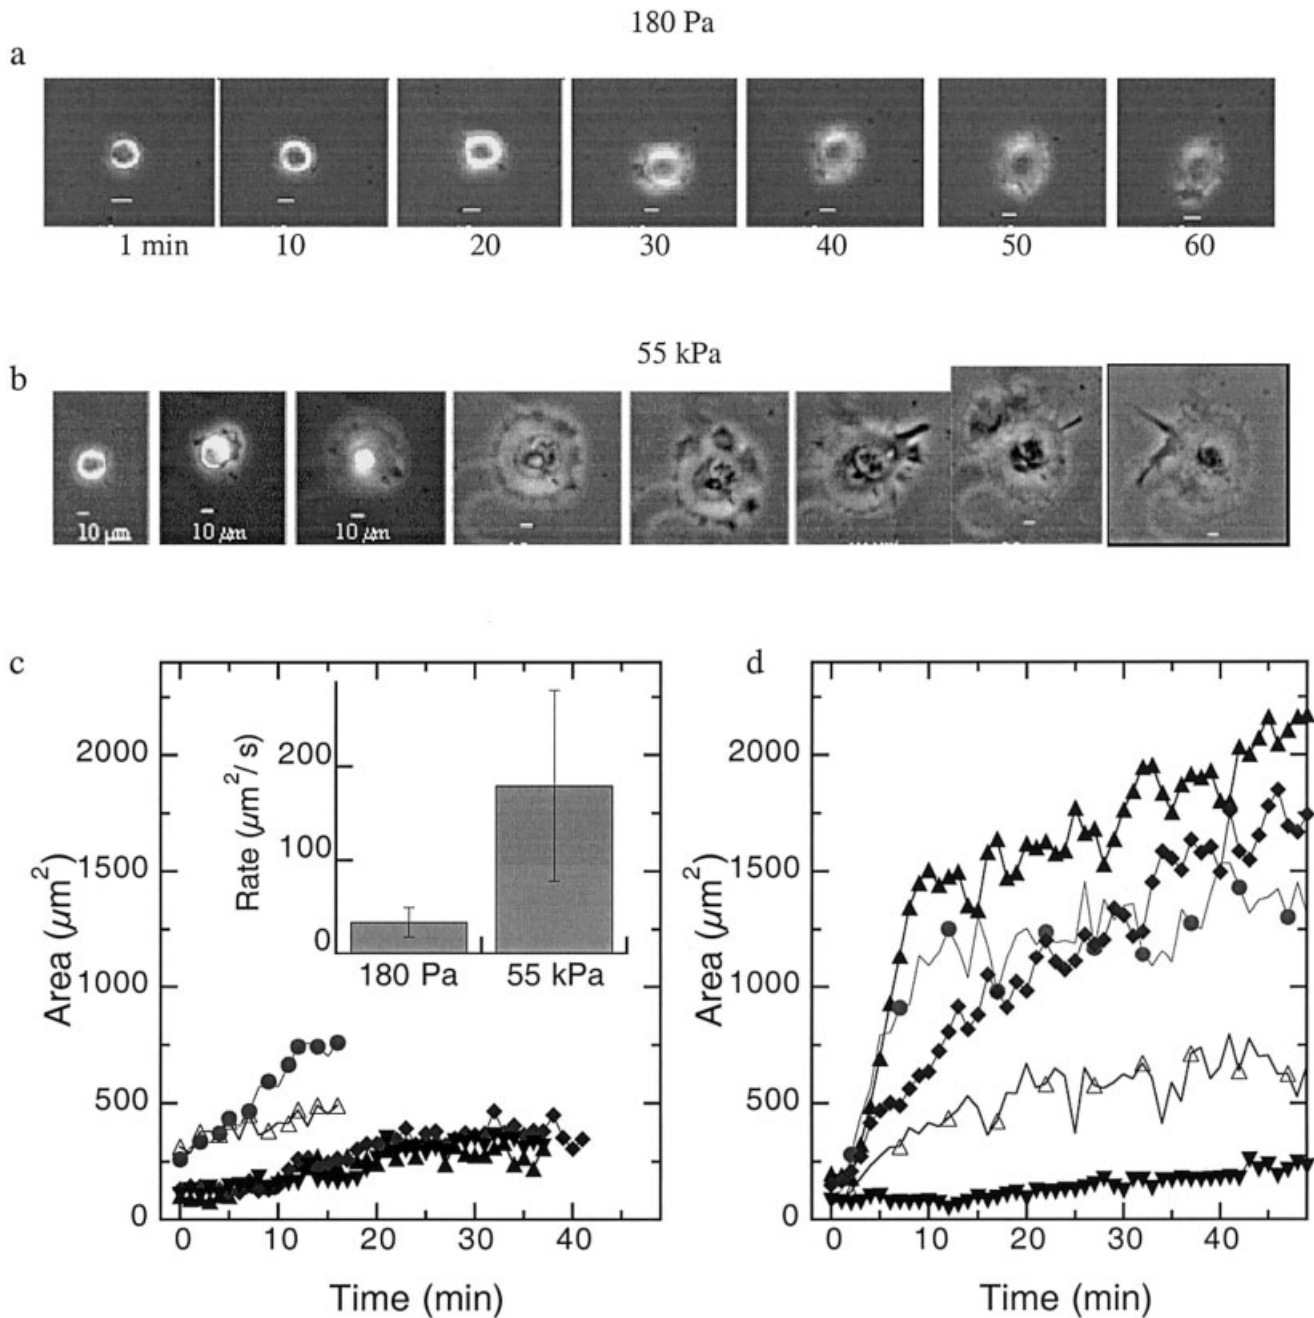 180 Pa
a
1 min 10 20 30 40 50 60
55 kPa
b
10 μm 10 μm 10 μm
c
Area (μm²)
2000
1500
1000
500
0
0 10 20 30 40
Time (min)
Rate (μm²/s)
200
100
0
180 Pa 55 kPa
d
Area (μm²)
2000
1500
1000
500
0
0 10 20 30 40
Time (min)